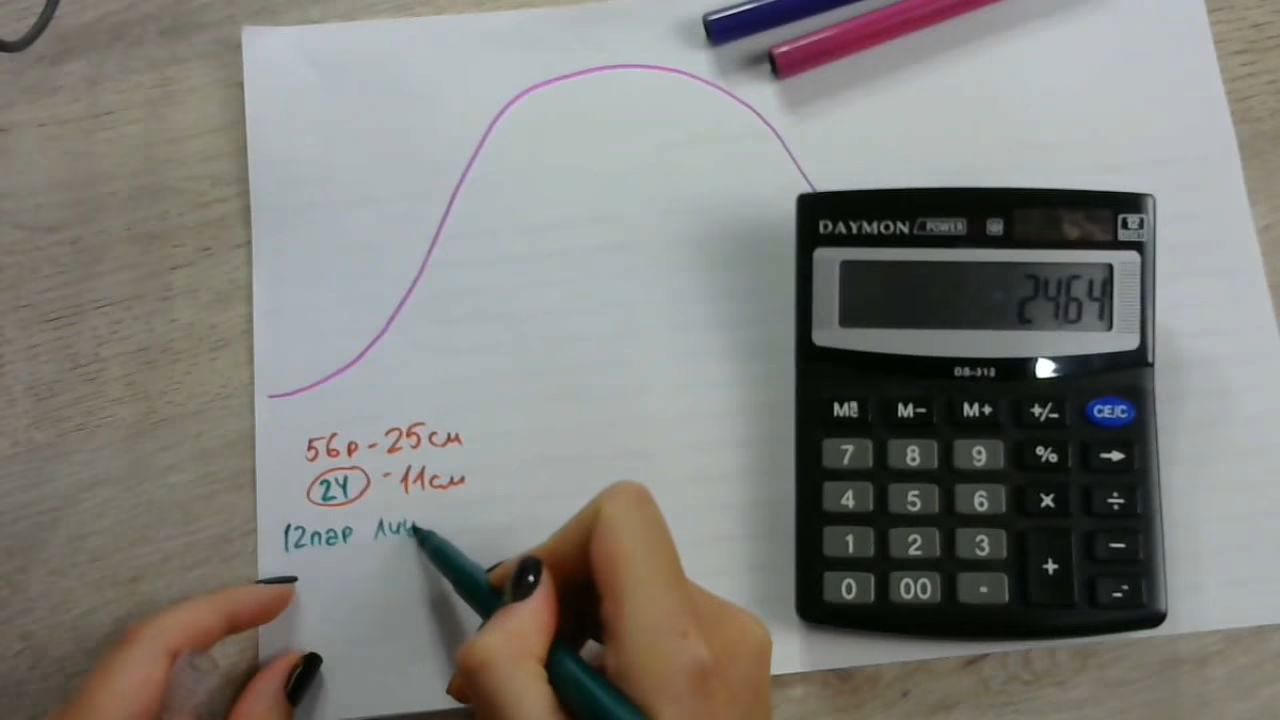 DAYMON POWER 12
2464
DS-312
M- M+ +/- CE/C
7 8 9 % →
4 5 6 × ÷
1 2 3 + −
0 00 ·
56р - 25см
24 - 11см
12пар